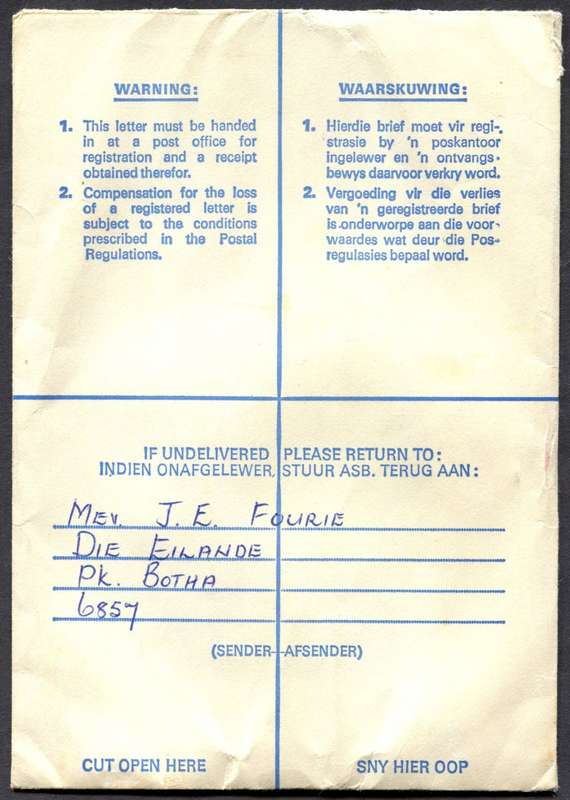 WARNING:
1. This letter must be handed
in at a post office for
registration and a receipt
obtained therefor.
2. Compensation for the loss
of a registered letter is
subject to the conditions
prescribed in the Postal
Regulations.
WAARSKUWING:
1. Hierdie brief moet vir regi-
strasie by 'n poskantoor
ingelewer en 'n ontvangs-
bewys daarvoor verkry word.
2. Vergoeding vir die verlies
van 'n geregistreerde brief
is onderworpe aan die voor-
waardes wat deur die Pos-
regulasies bepaal word.
IF UNDELIVERED PLEASE RETURN TO:
INDIEN ONAFGELEWER, STUUR ASB. TERUG AAN:
MEV. J. E. FOURIE
DIE EILANDE
PK. BOTHA
6857
(SENDER—AFSENDER)
CUT OPEN HERE
SNY HIER OOP